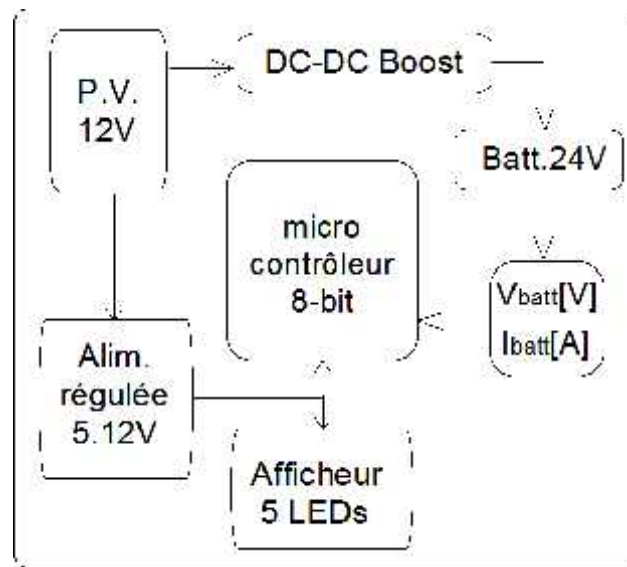 P.V.
12V
DC-DC Boost
Batt.24V
micro
contrôleur
8-bit
Vbatt[V]
Ibatt[A]
Alim.
régulée
5.12V
Afficheur
5 LEDs